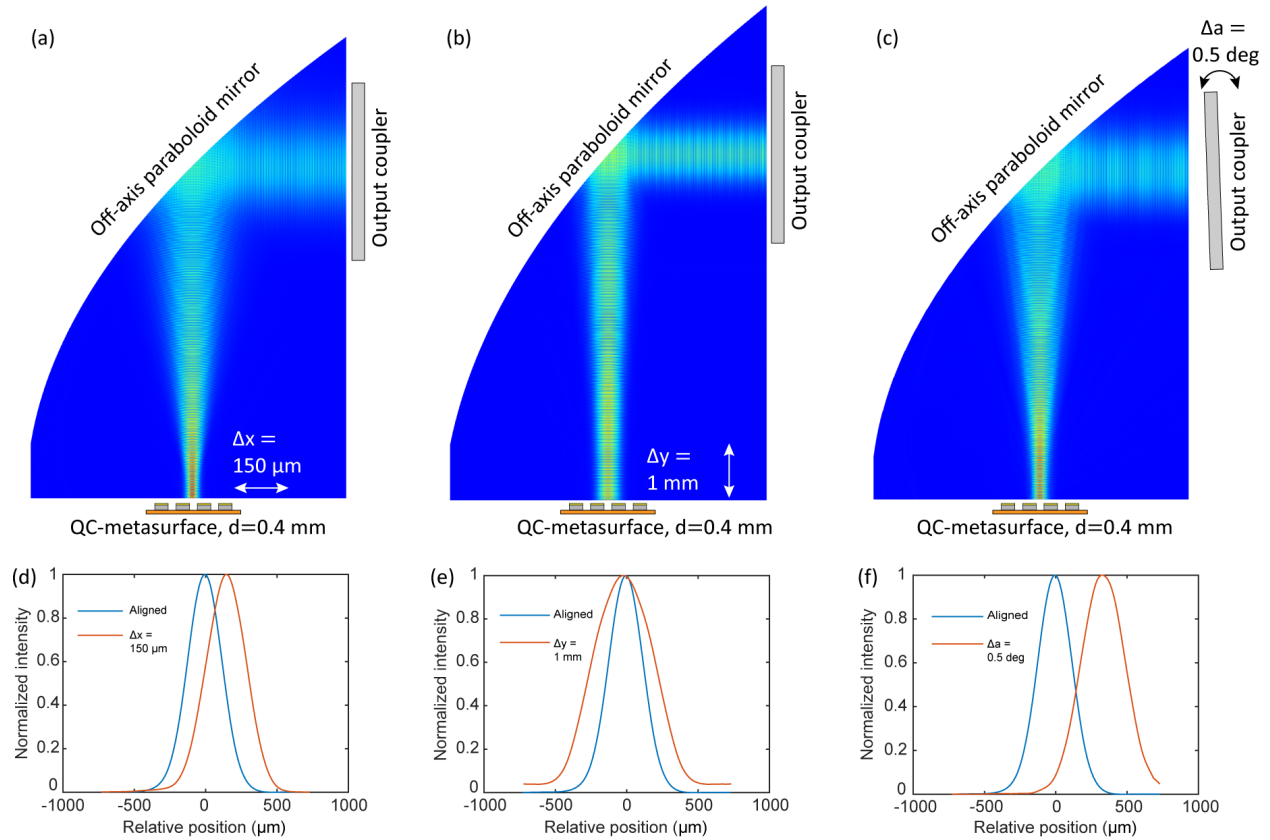 (a)
Off-axis paraboloid mirror
Output coupler
Δx =
150 µm
QC-metasurface, d=0.4 mm
(b)
Off-axis paraboloid mirror
Output coupler
Δy =
1 mm
QC-metasurface, d=0.4 mm
(c)
Δa =
0.5 deg
Off-axis paraboloid mirror
Output coupler
QC-metasurface, d=0.4 mm
(d)
Normalized intensity
1
0.8
0.6
0.4
0.2
0
Aligned
Δx =
150 µm
-1000 -500 0 500 1000
Relative position (µm)
(e)
Normalized intensity
1
0.8
0.6
0.4
0.2
0
Aligned
Δy =
1 mm
-1000 -500 0 500 1000
Relative position (µm)
(f)
Normalized intensity
1
0.8
0.6
0.4
0.2
0
Aligned
Δa =
0.5 deg
-1000 -500 0 500 1000
Relative position (µm)